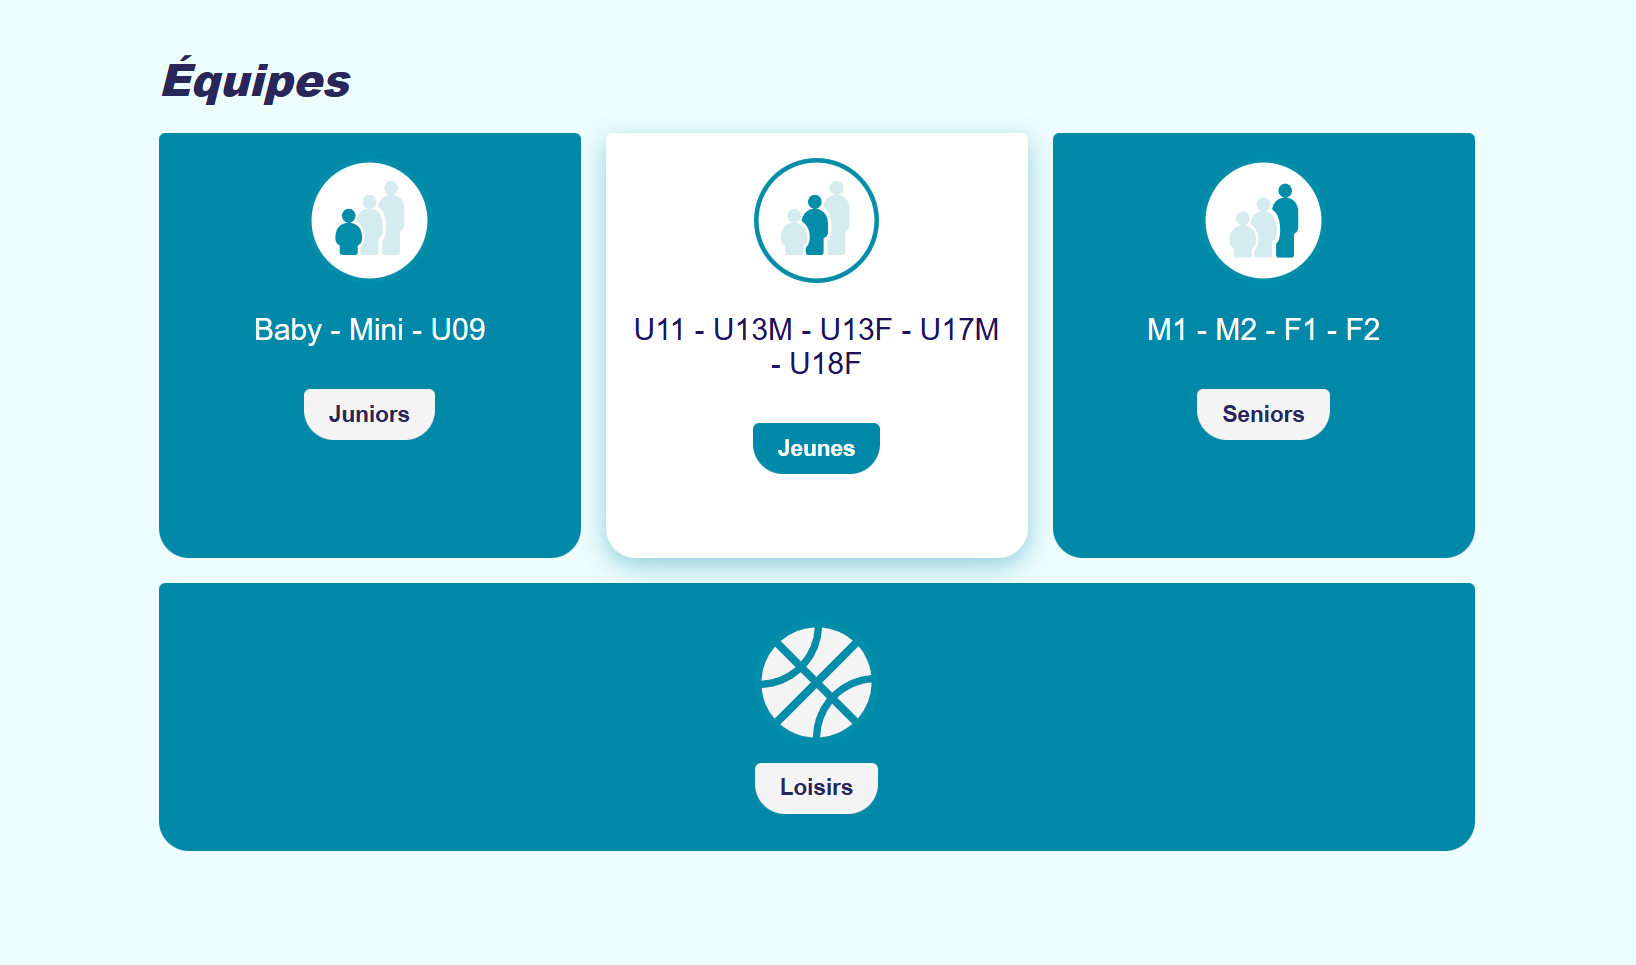 Équipes
Baby - Mini - U09
Juniors
U11 - U13M - U13F - U17M
- U18F
Jeunes
M1 - M2 - F1 - F2
Seniors
Loisirs